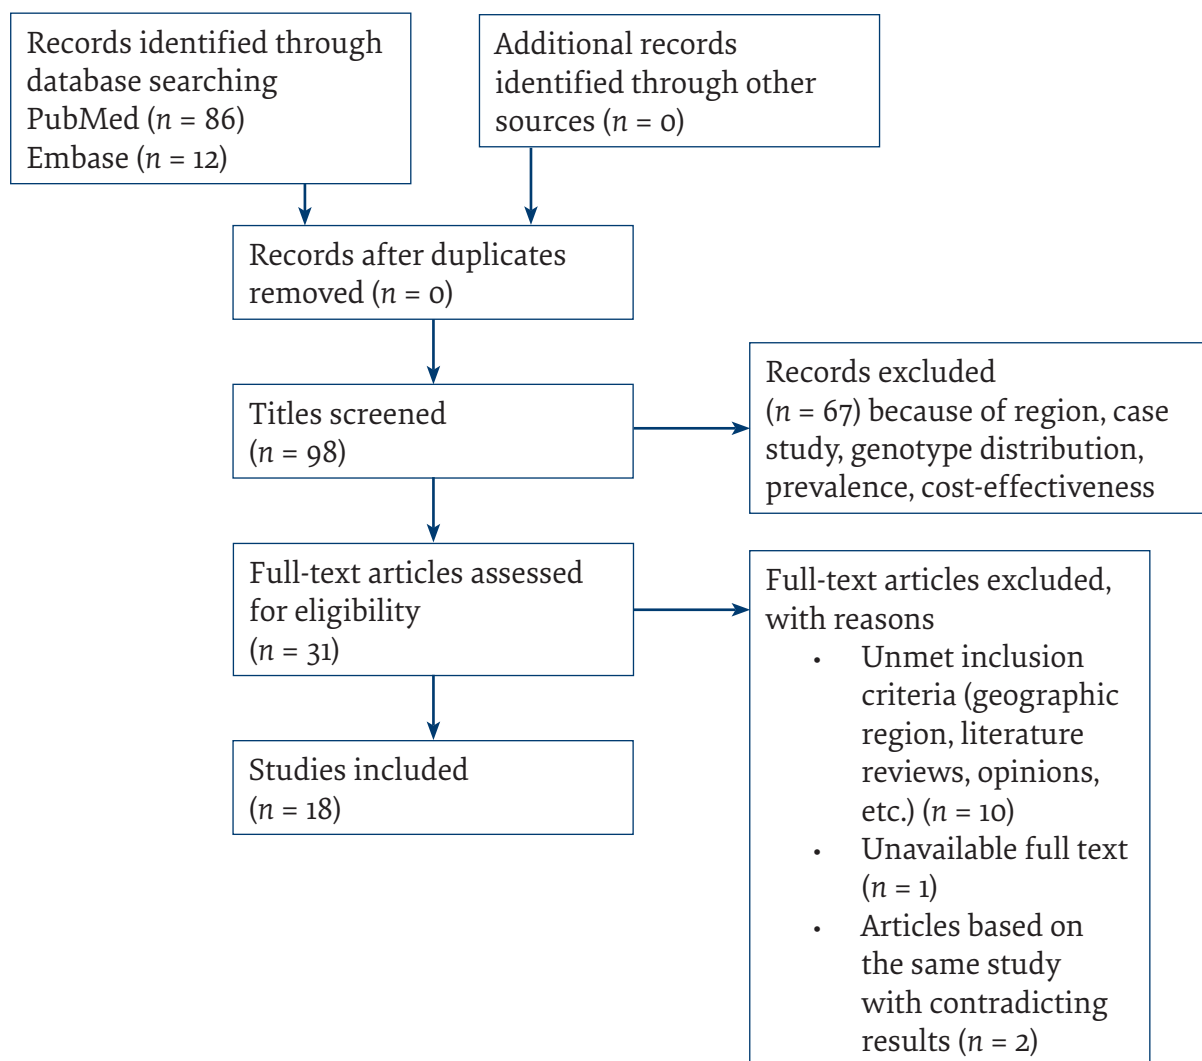 Records identified through
database searching
PubMed (n = 86)
Embase (n = 12)
Additional records
identified through other
sources (n = 0)
Records after duplicates
removed (n = 0)
Titles screened
(n = 98)
Records excluded
(n = 67) because of region, case
study, genotype distribution,
prevalence, cost-effectiveness
Full-text articles assessed
for eligibility
(n = 31)
Full-text articles excluded,
with reasons
• Unmet inclusion
criteria (geographic
region, literature
reviews, opinions,
etc.) (n = 10)
• Unavailable full text
(n = 1)
• Articles based on
the same study
with contradicting
results (n = 2)
Studies included
(n = 18)